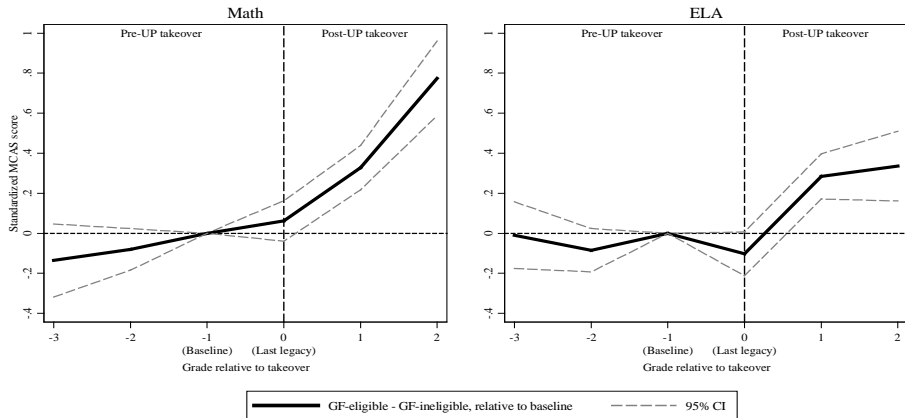 Math
ELA
Pre-UP takeover
Post-UP takeover
Pre-UP takeover
Post-UP takeover
Standardized MCAS score
1
.8
.6
.4
.2
0
-.2
-.4
1
.8
.6
.4
.2
0
-.2
-.4
-3 -2 -1 0 1 2
(Baseline) (Last legacy)
Grade relative to takeover
-3 -2 -1 0 1 2
(Baseline) (Last legacy)
Grade relative to takeover
GF-eligible - GF-ineligible, relative to baseline
95% CI